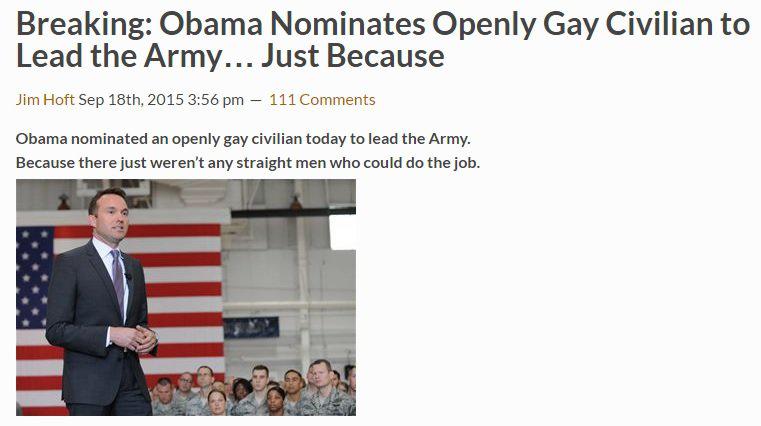 Breaking: Obama Nominates Openly Gay Civilian to
Lead the Army… Just Because
Jim Hoft Sep 18th, 2015 3:56 pm — 111 Comments
Obama nominated an openly gay civilian today to lead the Army.
Because there just weren't any straight men who could do the job.